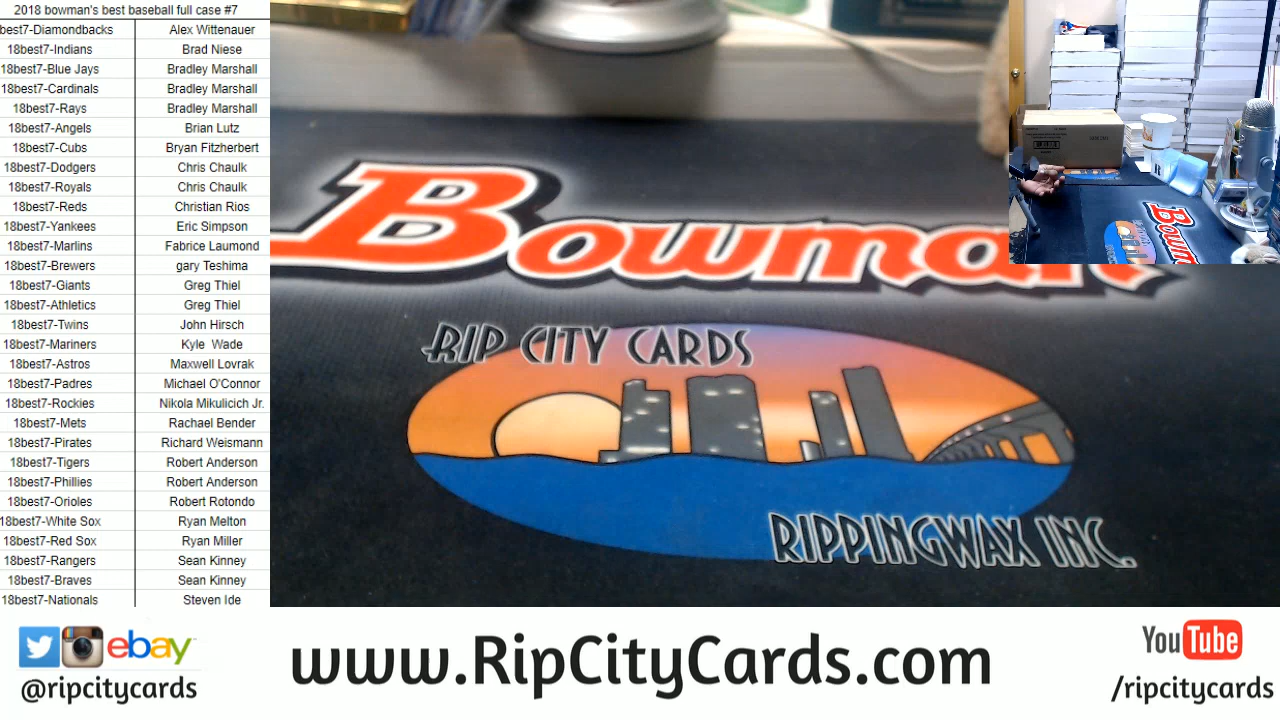 2018 bowman's best baseball full case #7
best7-Diamondbacks Alex Wittenauer
18best7-Indians Brad Niese
18best7-Blue Jays Bradley Marshall
18best7-Cardinals Bradley Marshall
18best7-Rays Bradley Marshall
18best7-Angels Brian Lutz
18best7-Cubs Bryan Fitzherbert
18best7-Dodgers Chris Chaulk
18best7-Royals Chris Chaulk
18best7-Reds Christian Rios
18best7-Yankees Eric Simpson
18best7-Marlins Fabrice Laumond
18best7-Brewers gary Teshima
18best7-Giants Greg Thiel
18best7-Athletics Greg Thiel
18best7-Twins John Hirsch
18best7-Mariners Kyle Wade
18best7-Astros Maxwell Lovrak
18best7-Padres Michael O'Connor
18best7-Rockies Nikola Mikulicich Jr.
18best7-Mets Rachael Bender
18best7-Pirates Richard Weismann
18best7-Tigers Robert Anderson
18best7-Phillies Robert Anderson
18best7-Orioles Robert Rotondo
18best7-White Sox Ryan Melton
18best7-Red Sox Ryan Miller
18best7-Rangers Sean Kinney
18best7-Braves Sean Kinney
18best7-Nationals Steven Ide
Bowman
RIP CITY CARDS
RIPPINGWAX INC.
Bowm
ebay
@ripcitycards
www.RipCityCards.com
YouTube
/ripcitycards